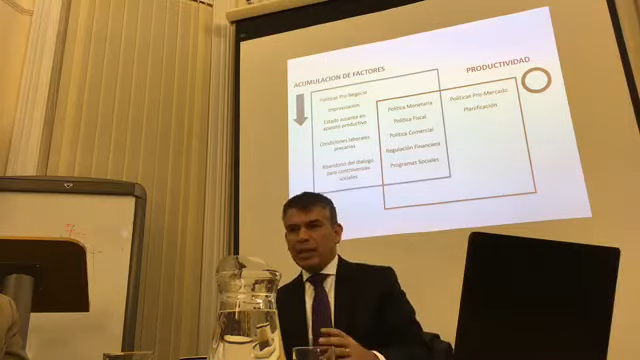 ACUMULACION DE FACTORES
PRODUCTIVIDAD
Políticas Pro-Negocio
Improvisación
Estado ausente en
aparato productivo
Condiciones laborales
precarias
Abandono del dialogo
para controversias
sociales
Política Monetaria
Política Fiscal
Política Comercial
Regulación Financiera
Programas Sociales
Políticas Pro-Mercado
Planificación